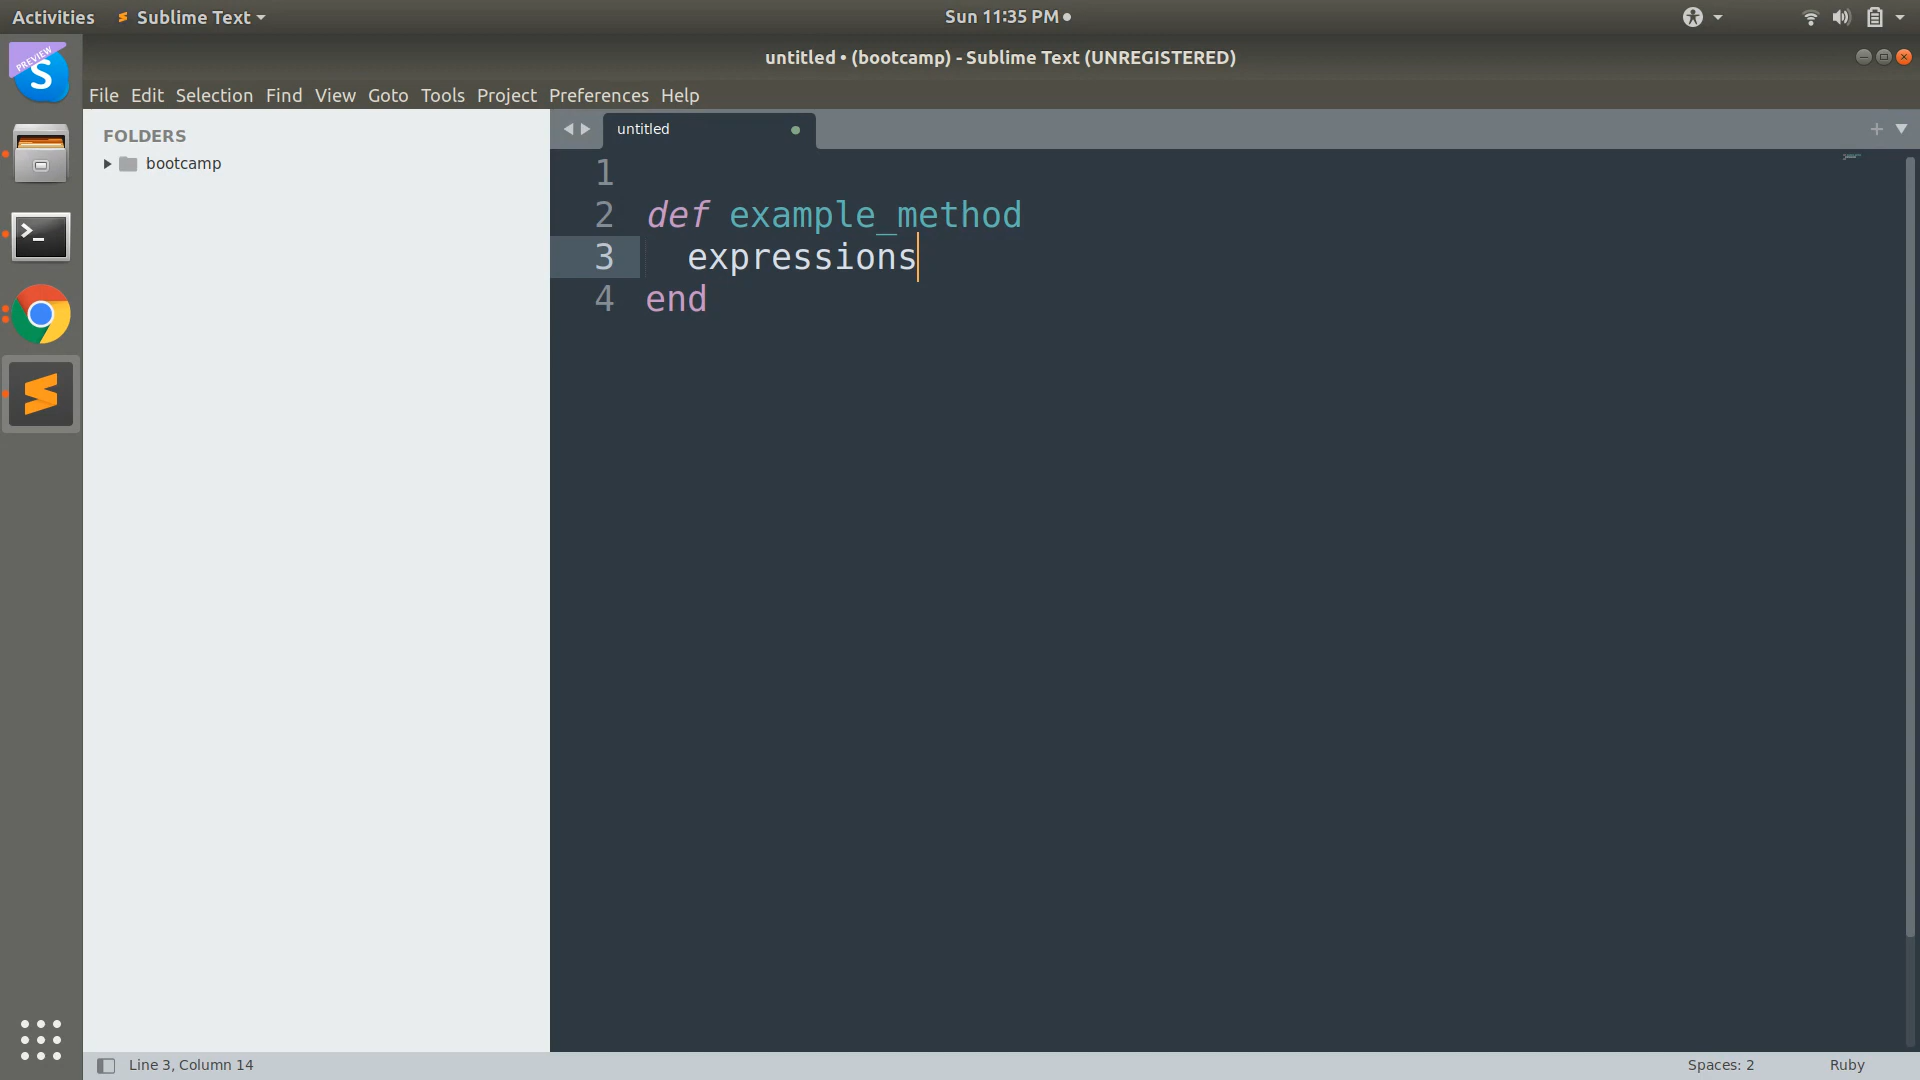 Activities
Sublime Text
Sun 11:35 PM
untitled • (bootcamp) - Sublime Text (UNREGISTERED)
PREVIEW
S
File Edit Selection Find View Goto Tools Project Preferences Help
FOLDERS
bootcamp
untitled
1
2 def example_method
3 expressions
4 end
Line 3, Column 14
Spaces: 2
Ruby